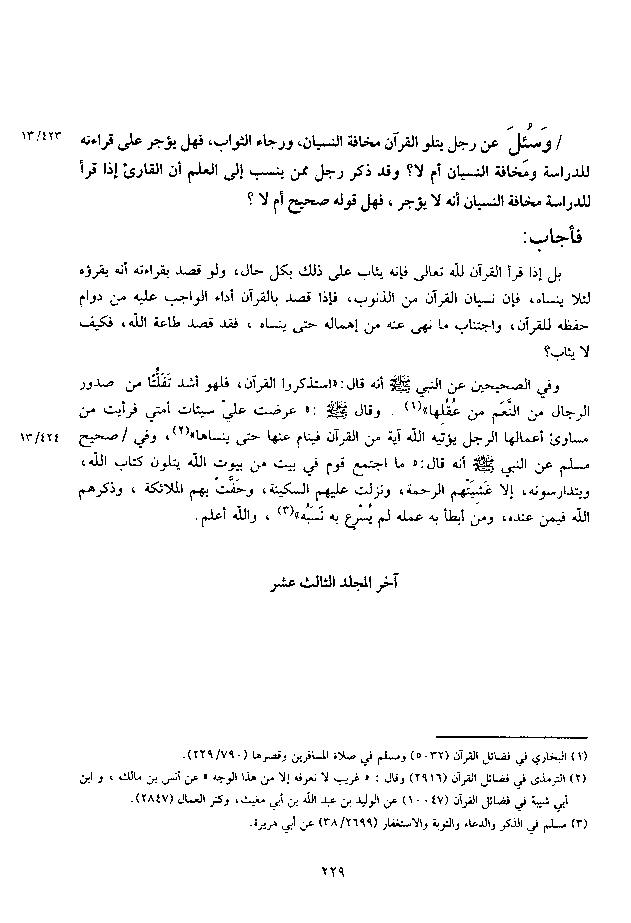 ١٣/٤٢٣ / وَسُئلَ عن رجل يتلو القرآن مخافة النسيان، ورجاء الثواب، فهل يؤجر على قراءته
للدراسة ومَخافة النسيان أم لا؟ وقد ذكر رجل ممن ينسب إلى العلم أن القارئ إذا قرأ
للدراسة مخافة النسيان أنه لا يؤجر ، فهل قوله صحيح أم لا ؟
فأجاب:
بل إذا قرأ القرآن لله تعالى فإنه يثاب على ذلك بكل حال، ولو قصد بقراءته أنه يقرؤه
لئلا ينساه، فإن نسيان القرآن من الذنوب، فإذا قصد بالقرآن أداء الواجب عليه من دوام
حفظه للقرآن، واجتناب ما نهى عنه من إهماله حتى ينساه ، فقد قصد طاعة الله، فكيف
لا يثاب؟
وفي الصحيحين عن النبي ﷺ أنه قال:«استذكروا القرآن، فلهو أشد تَفَلُّتًا من صدور
الرجال من النَّعَم من عُقُلها»(١) . وقال ﷺ :« عرضت عليّ سيئات أمتي فرأيت من
١٣/٤٢٤ مساوئ أعمالها الرجل يؤتيه الله آية من القرآن فينام عنها حتى ينساها»(٢)، وفي / صحيح
مسلم عن النبي ﷺ أنه قال:« ما اجتمع قوم في بيت من بيوت الله يتلون كتاب الله،
ويتدارسونه، إلا غَشِيَتْهم الرحمة، ونزلت عليهم السكينة، وحَفَّتْ بهم الملائكة ، وذكرهم
الله فيمن عنده، ومن أبطأ به عمله لم يُسْرع به نَسَبُه»(٣) ، والله أعلم.
آخر المجلد الثالث عشر
(١) البخاري في فضائل القرآن (٥٠٣٢) ومسلم في صلاة المسافرين وقصرها (٢٢٩/٧٩٠).
(٢) الترمذى في فضائل القرآن (٢٩١٦) وقال : « غريب لا نعرفه إلا من هذا الوجه » عن أنس بن مالك ، و ابن
أبي شيبة في فضائل القرآن (١٠٠٤٧) عن الوليد بن عبد الله بن أبي مغيث، وكنز العمال (٢٨٤٧).
(٣) مسلم في الذكر والدعاء والتوبة والاستغفار (٣٨/٢٦٩٩) عن أبي هريرة.
٢٢٩